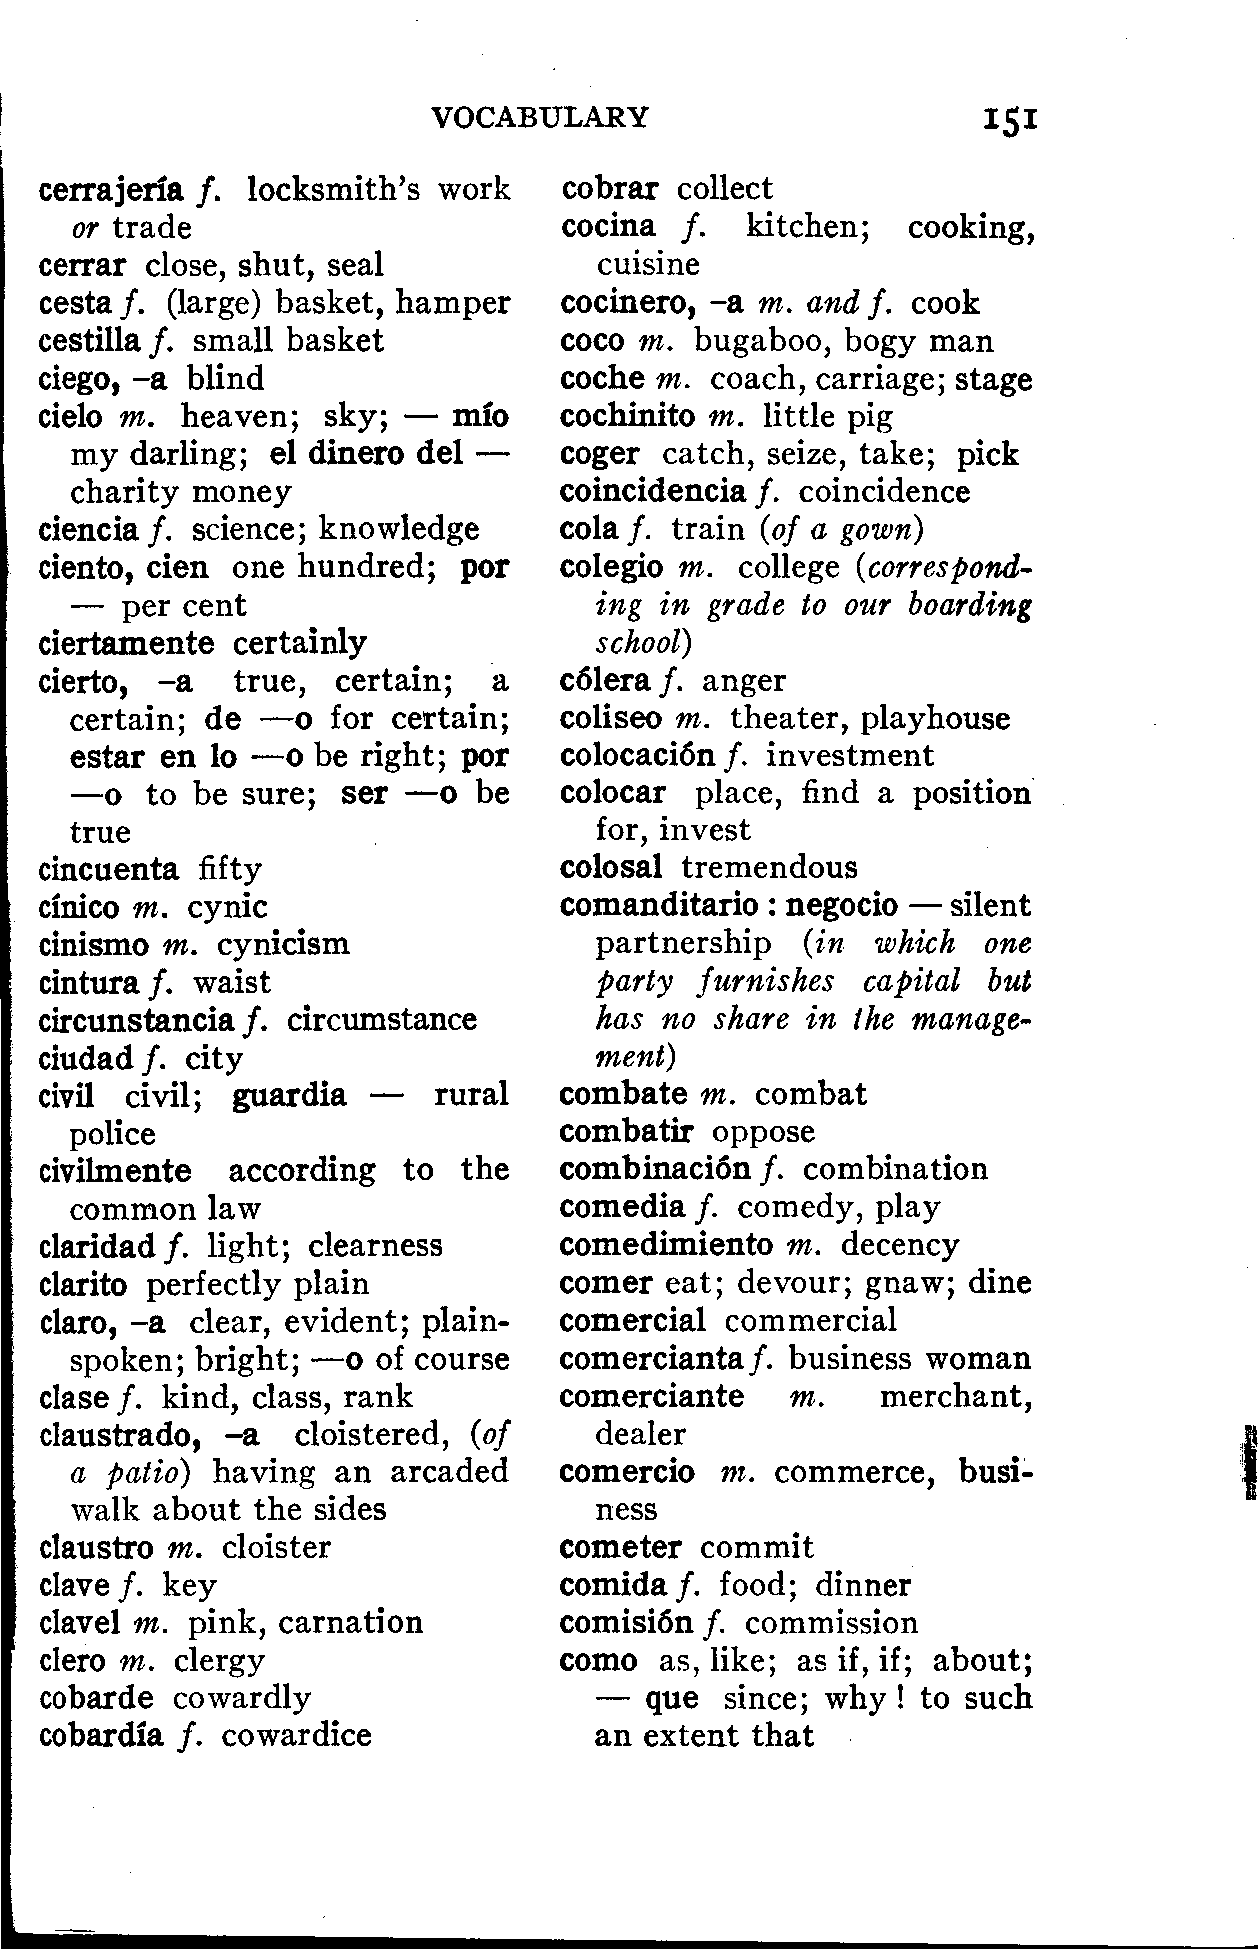 VOCABULARY 151
cerrajería f. locksmith's work
or trade
cerrar close, shut, seal
cesta f. (large) basket, hamper
cestilla f. small basket
ciego, –a blind
cielo m. heaven; sky; — mío
my darling; el dinero del —
charity money
ciencia f. science; knowledge
ciento, cien one hundred; por
— per cent
ciertamente certainly
cierto, –a true, certain; a
certain; de —o for certain;
estar en lo —o be right; por
—o to be sure; ser —o be
true
cincuenta fifty
cínico m. cynic
cinismo m. cynicism
cintura f. waist
circunstancia f. circumstance
ciudad f. city
civil civil; guardia — rural
police
civilmente according to the
common law
claridad f. light; clearness
clarito perfectly plain
claro, –a clear, evident; plain-
spoken; bright; —o of course
clase f. kind, class, rank
claustrado, –a cloistered, (of
a patio) having an arcaded
walk about the sides
claustro m. cloister
clave f. key
clavel m. pink, carnation
clero m. clergy
cobarde cowardly
cobardía f. cowardice
cobrar collect
cocina f. kitchen; cooking,
cuisine
cocinero, –a m. and f. cook
coco m. bugaboo, bogy man
coche m. coach, carriage; stage
cochinito m. little pig
coger catch, seize, take; pick
coincidencia f. coincidence
cola f. train (of a gown)
colegio m. college (correspond-
ing in grade to our boarding
school)
cólera f. anger
coliseo m. theater, playhouse
colocación f. investment
colocar place, find a position
for, invest
colosal tremendous
comanditario : negocio — silent
partnership (in which one
party furnishes capital but
has no share in the manage-
ment)
combate m. combat
combatir oppose
combinación f. combination
comedia f. comedy, play
comedimiento m. decency
comer eat; devour; gnaw; dine
comercial commercial
comercianta f. business woman
comerciante m. merchant,
dealer
comercio m. commerce, busi-
ness
cometer commit
comida f. food; dinner
comisión f. commission
como as, like; as if, if; about;
— que since; why ! to such
an extent that